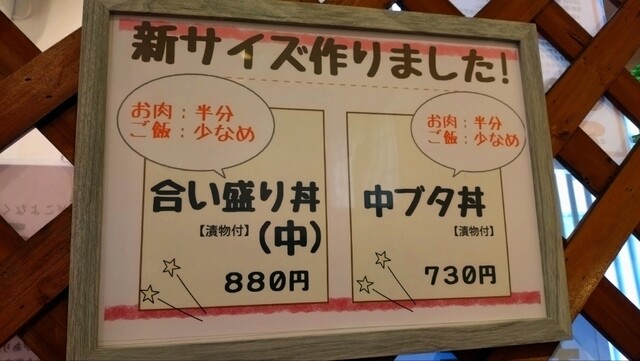 新サイズ作りました!
お肉：半分
ご飯：少なめ
合い盛り丼
【漬物付】(中)
880円
お肉：半分
ご飯：少なめ
中ブタ丼
【漬物付】
730円